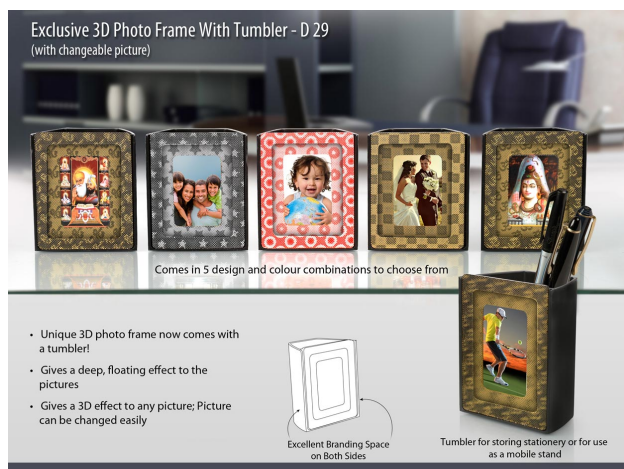 Exclusive 3D Photo Frame With Tumbler - D 29
(with changeable picture)
Comes in 5 design and colour combinations to choose from
• Unique 3D photo frame now comes with
a tumbler!
• Gives a deep, floating effect to the
pictures
• Gives a 3D effect to any picture; Picture
can be changed easily
Excellent Branding Space
on Both Sides
Tumbler for storing stationery or for use
as a mobile stand